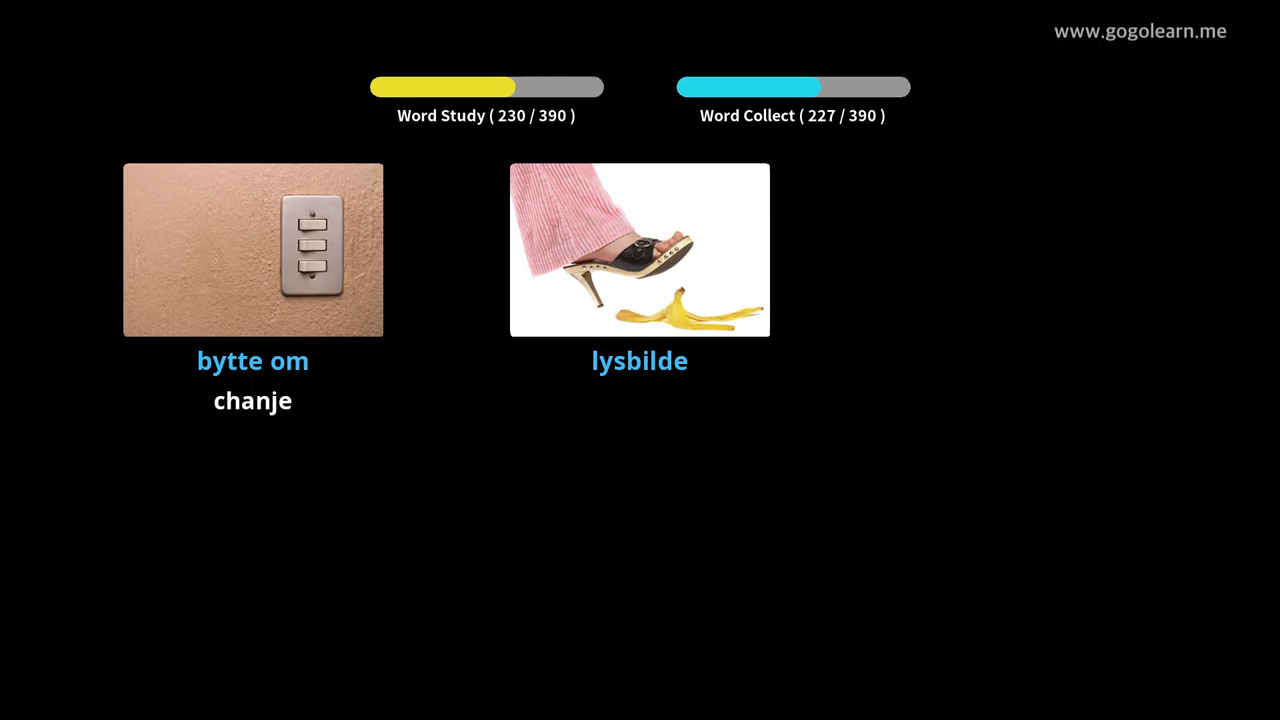 www.gogolearn.me
Word Study ( 230 / 390 )
Word Collect ( 227 / 390 )
bytte om
lysbilde
chanje